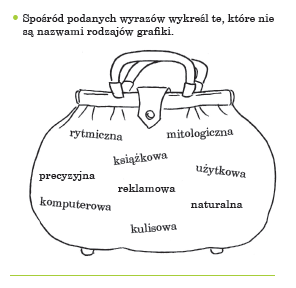 Spośród podanych wyrazów wykreśl te, które nie
są nazwami rodzajów grafiki.
rytmiczna
mitologiczna
książkowa
użytkowa
precyzyjna
reklamowa
komputerowa
naturalna
kulisowa